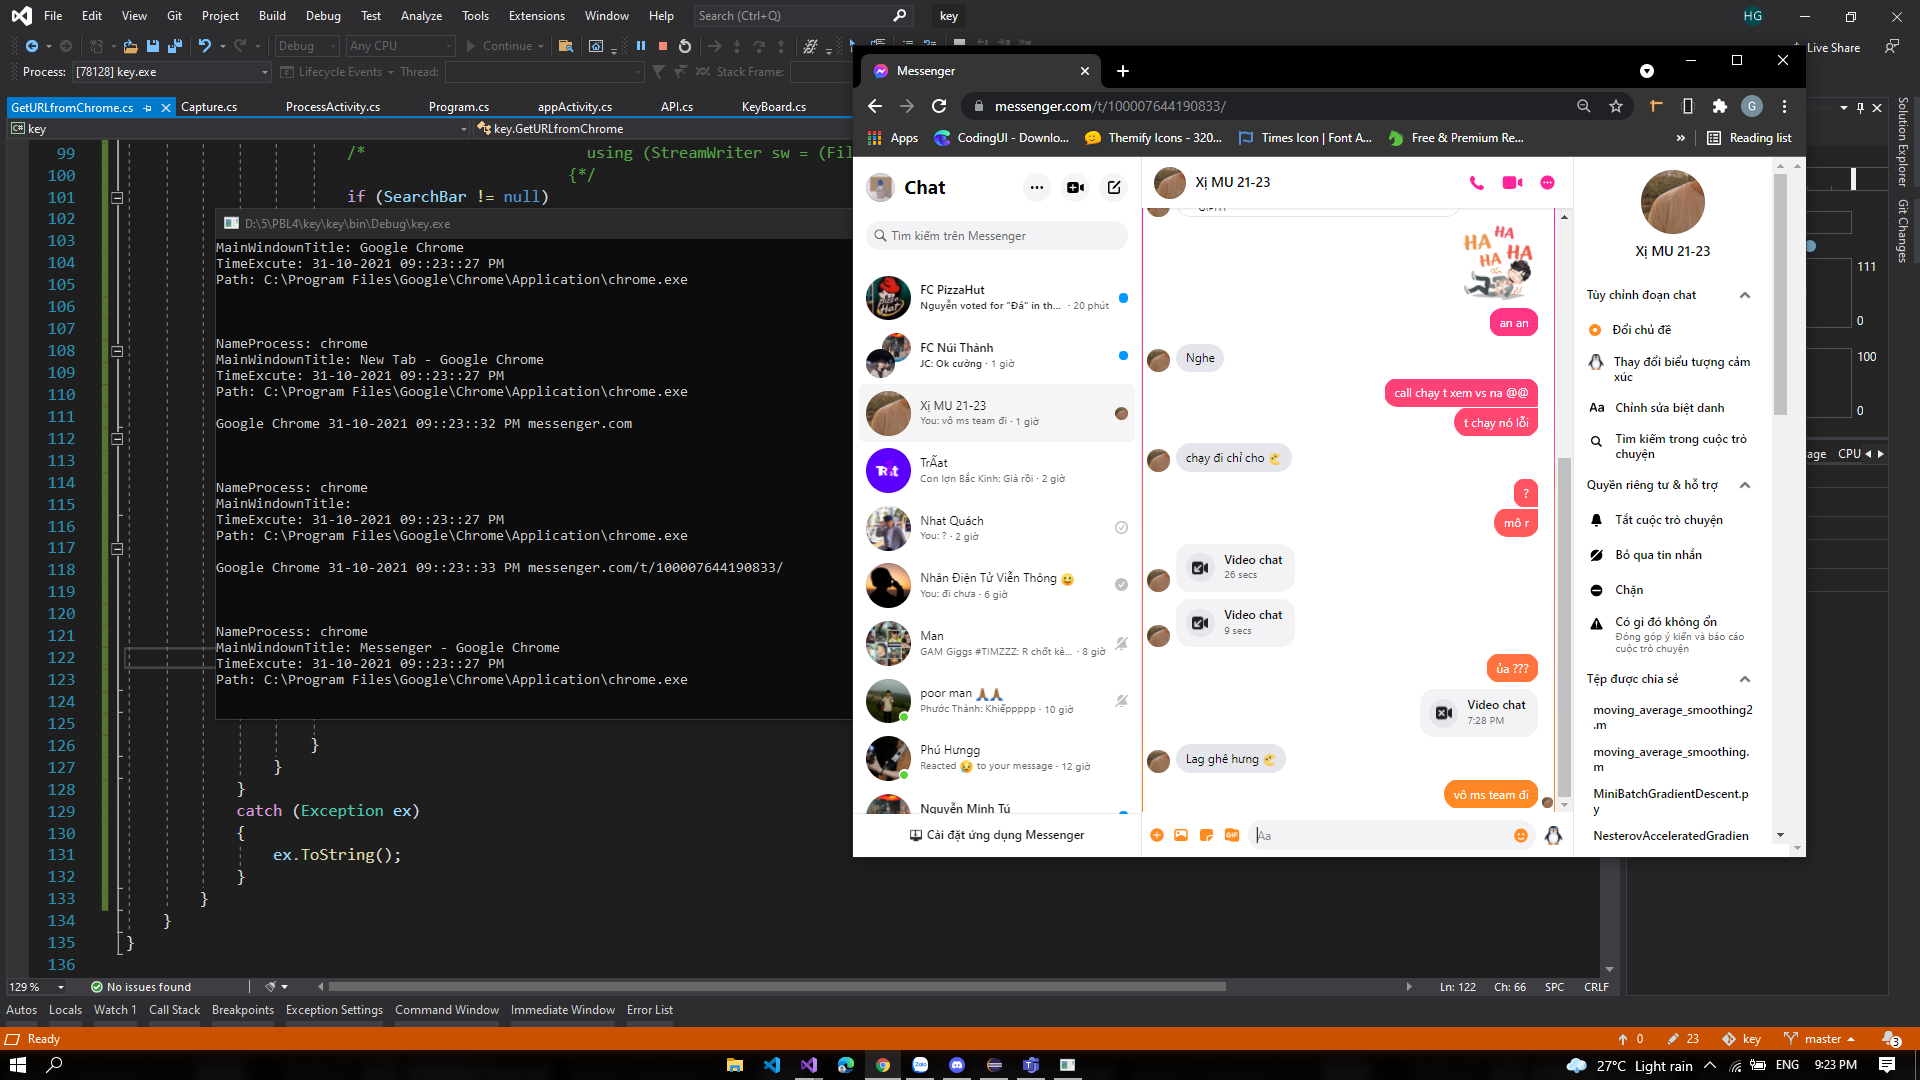 File Edit View Git Project Build Debug Test Analyze Tools Extensions Window Help Search (Ctrl+Q) key HG
Debug Any CPU Continue Live Share
Process: [78128] key.exe Lifecycle Events Thread: Stack Frame:
GetURLfromChrome.cs Capture.cs ProcessActivity.cs Program.cs appActivity.cs API.cs KeyBoard.cs
key key.GetURLfromChrome
99 /* using (StreamWriter sw = (Fil
100 {*/
101 if (SearchBar != null)
102
103
104
105
106
107
108
109
110
111
112
113
114
115
116
117
118
119
120
121
122
123
124
125
126 }
127 }
128 }
129 catch (Exception ex)
130 {
131 ex.ToString();
132 }
133 }
134 }
135 }
136
D:\5\PBL4\key\key\bin\Debug\key.exe
MainWindownTitle: Google Chrome
TimeExcute: 31-10-2021 09::23::27 PM
Path: C:\Program Files\Google\Chrome\Application\chrome.exe
NameProcess: chrome
MainWindownTitle: New Tab - Google Chrome
TimeExcute: 31-10-2021 09::23::27 PM
Path: C:\Program Files\Google\Chrome\Application\chrome.exe
Google Chrome 31-10-2021 09::23::32 PM messenger.com
NameProcess: chrome
MainWindownTitle:
TimeExcute: 31-10-2021 09::23::27 PM
Path: C:\Program Files\Google\Chrome\Application\chrome.exe
Google Chrome 31-10-2021 09::23::33 PM messenger.com/t/100007644190833/
NameProcess: chrome
MainWindownTitle: Messenger - Google Chrome
TimeExcute: 31-10-2021 09::23::27 PM
Path: C:\Program Files\Google\Chrome\Application\chrome.exe
Messenger
messenger.com/t/100007644190833/ G
Apps CodingUI - Downlo... Themify Icons - 320... Times Icon | Font A... Free & Premium Re... » Reading list
Chat
Tìm kiếm trên Messenger
FC PizzaHut
Nguyễn voted for "Đá" in th... · 20 phút
FC Núi Thành
JC: Ok cường · 1 giờ
Xị MU 21-23
You: vô ms team đi · 1 giờ
TrẤat
Con lợn Bắc Kinh: Già rồi · 2 giờ
Nhat Quách
You: ? · 2 giờ
Nhân Điện Tử Viễn Thông 😀
You: đi chưa · 6 giờ
Man
GAM Giggs #TIMZZZ: R chốt kè... · 8 giờ
poor man 🙏🏾🙏🏾
Phước Thành: Khiếppppp · 10 giờ
Phú Hưngg
Reacted 😥 to your message · 12 giờ
Nguyễn Minh Tú
Cài đặt ứng dụng Messenger
Xị MU 21-23
HA HA HA HA
an an
Nghe
call chạy t xem vs na @@
t chạy nó lỗi
chạy đi chỉ cho
?
mô r
Video chat
26 secs
Video chat
9 secs
ủa ???
Video chat
7:28 PM
Lag ghê hưng
vô ms team đi
GIF Aa
Xị MU 21-23
Tùy chỉnh đoạn chat
Đổi chủ đề
Thay đổi biểu tượng cảm xúc
Aa Chỉnh sửa biệt danh
Tìm kiếm trong cuộc trò chuyện
Quyền riêng tư & hỗ trợ
Tắt cuộc trò chuyện
Bỏ qua tin nhắn
Chặn
Có gì đó không ổn
Đóng góp ý kiến và báo cáo
cuộc trò chuyện
Tệp được chia sẻ
moving_average_smoothing2
.m
moving_average_smoothing.
m
MiniBatchGradientDescent.p
y
NesterovAcceleratedGradien
111
0
100
0
age CPU
Solution Explorer
Git Changes
129 % No issues found Ln: 122 Ch: 66 SPC CRLF
Autos Locals Watch 1 Call Stack Breakpoints Exception Settings Command Window Immediate Window Error List
Ready 0 23 key master 3
27°C Light rain ENG 9:23 PM